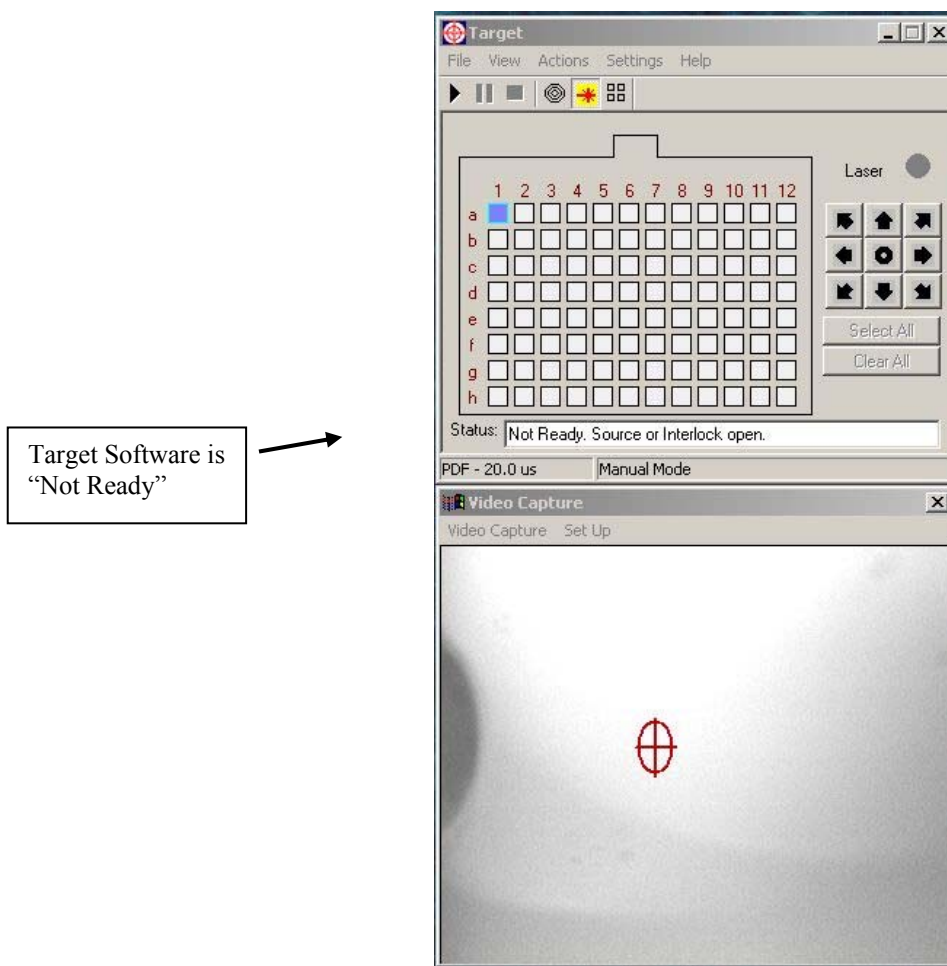 Target
File View Actions Settings Help
Laser
1 2 3 4 5 6 7 8 9 10 11 12
a
b
c
d
e
f
g
h
Select All
Clear All
Status: Not Ready. Source or Interlock open.
PDF - 20.0 us Manual Mode
Target Software is
“Not Ready”
Video Capture
Video Capture Set Up